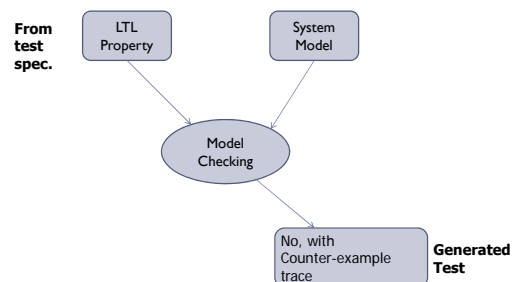 From
test
spec.
LTL
Property
System
Model
Model
Checking
No, with
Counter-example
trace
Generated
Test